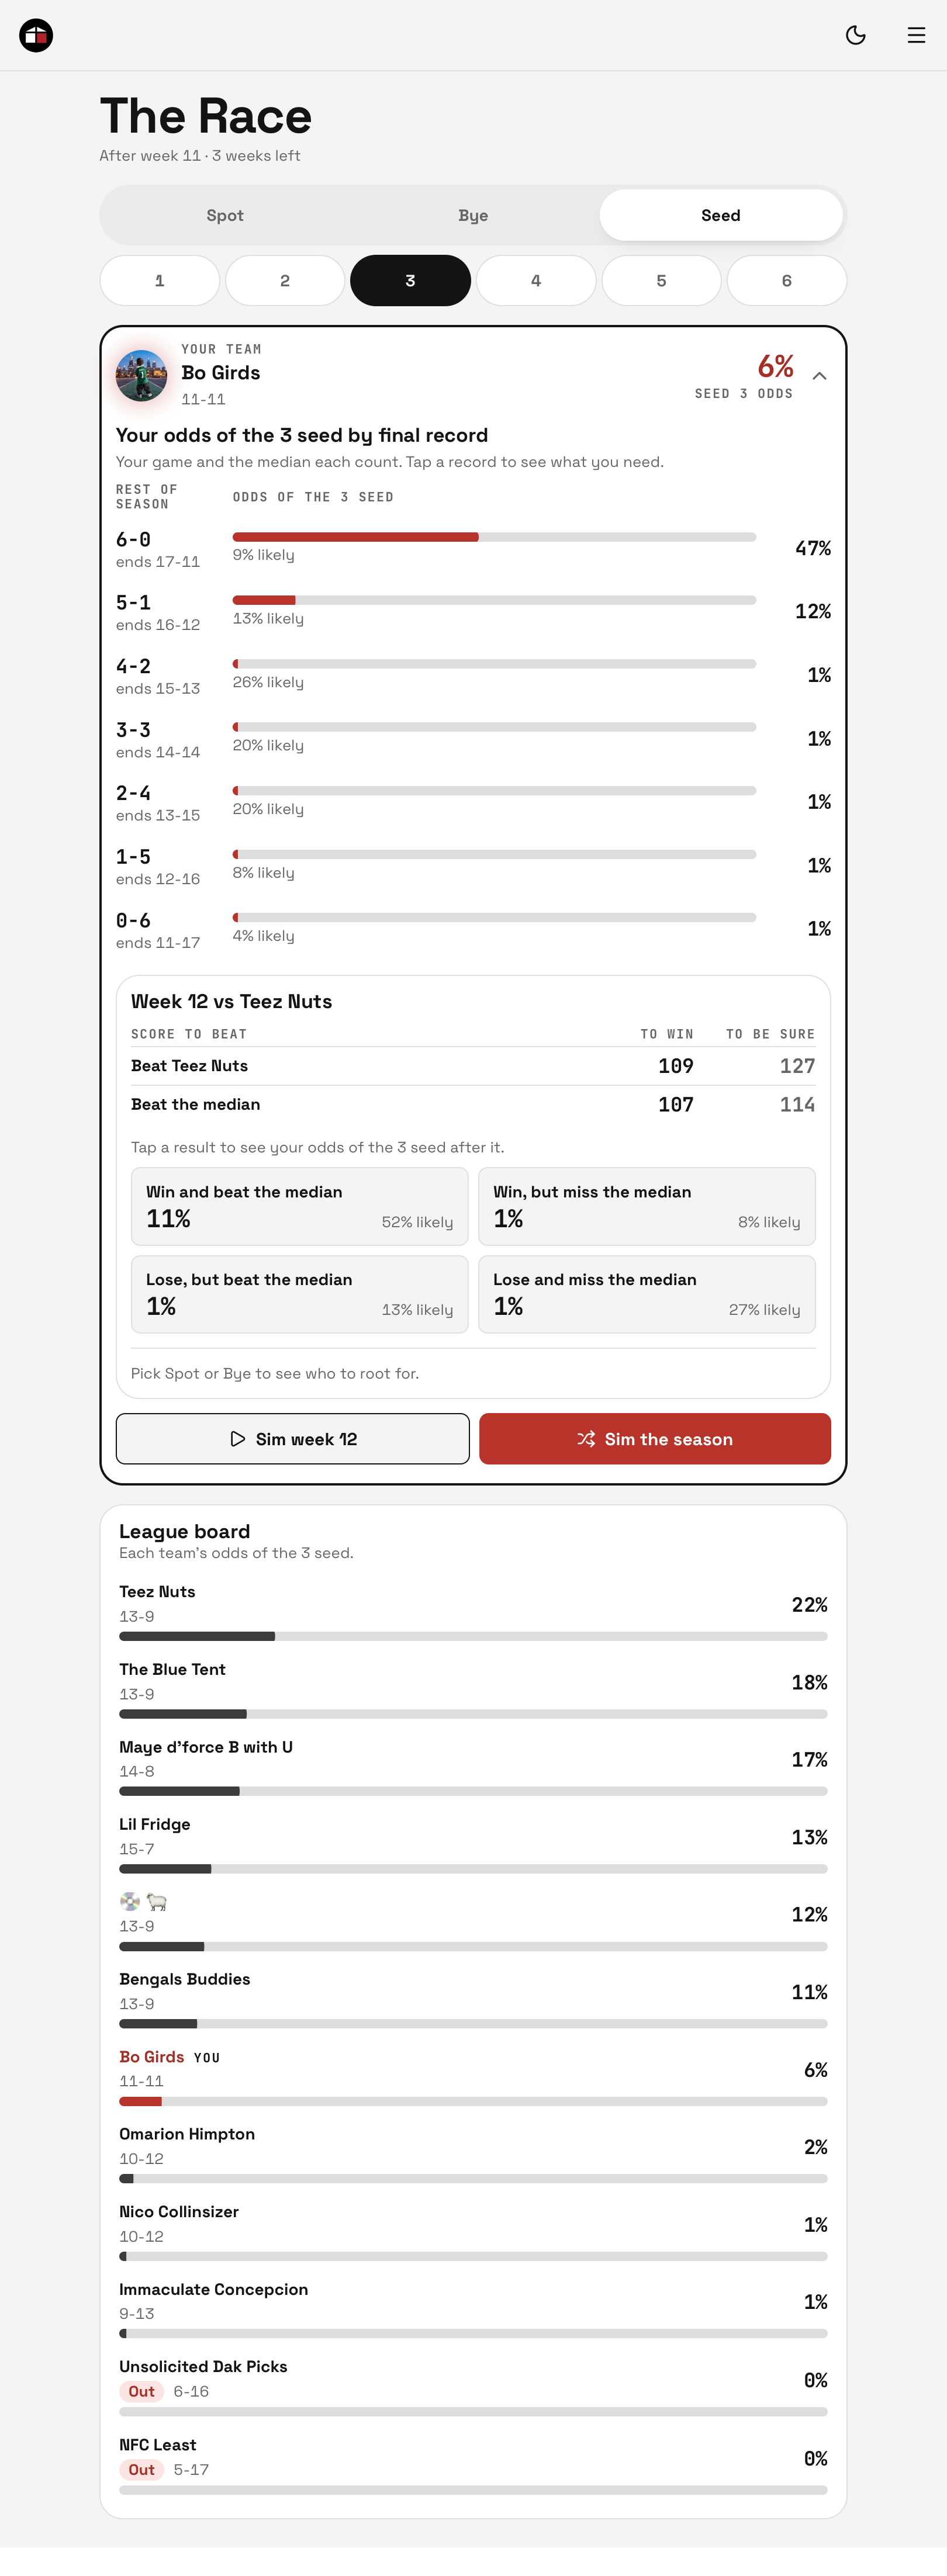 The Race
After week 11 · 3 weeks left
Spot Bye Seed
1 2 3 4 5 6
YOUR TEAM
Bo Girds
11-11
6%
SEED 3 ODDS
Your odds of the 3 seed by final record
Your game and the median each count. Tap a record to see what you need.
REST OF SEASON ODDS OF THE 3 SEED
6-0
ends 17-11
9% likely
47%
5-1
ends 16-12
13% likely
12%
4-2
ends 15-13
26% likely
1%
3-3
ends 14-14
20% likely
1%
2-4
ends 13-15
20% likely
1%
1-5
ends 12-16
8% likely
1%
0-6
ends 11-17
4% likely
1%
Week 12 vs Teez Nuts
SCORE TO BEAT TO WIN TO BE SURE
Beat Teez Nuts 109 127
Beat the median 107 114
Tap a result to see your odds of the 3 seed after it.
Win and beat the median
11% 52% likely
Win, but miss the median
1% 8% likely
Lose, but beat the median
1% 13% likely
Lose and miss the median
1% 27% likely
Pick Spot or Bye to see who to root for.
Sim week 12
Sim the season
League board
Each team's odds of the 3 seed.
Teez Nuts
13-9
22%
The Blue Tent
13-9
18%
Maye d'force B with U
14-8
17%
Lil Fridge
15-7
13%
💿 🐑
13-9
12%
Bengals Buddies
13-9
11%
Bo Girds YOU
11-11
6%
Omarion Himpton
10-12
2%
Nico Collinsizer
10-12
1%
Immaculate Concepcion
9-13
1%
Unsolicited Dak Picks
Out 6-16
0%
NFC Least
Out 5-17
0%